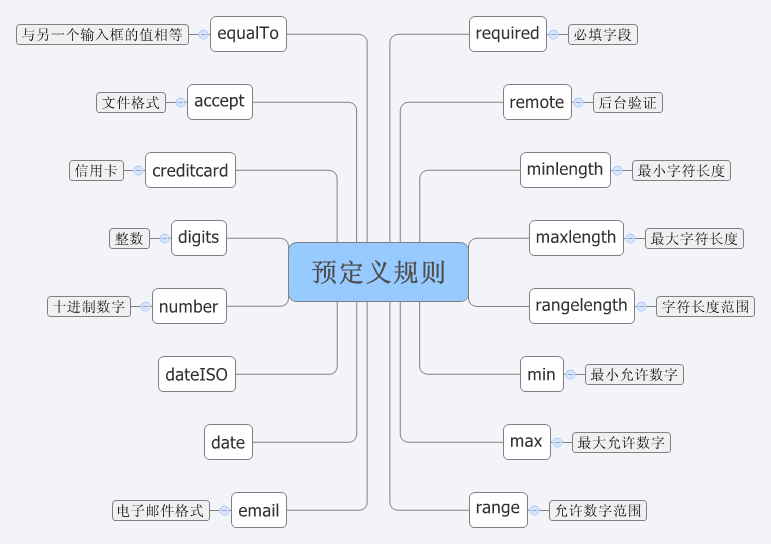 与另一个输入框的值相等 equalTo
required 必填字段
文件格式 accept
remote 后台验证
信用卡 creditcard
minlength 最小字符长度
整数 digits
maxlength 最大字符长度
预定义规则
十进制数字 number
rangelength 字符长度范围
dateISO
min 最小允许数字
date
max 最大允许数字
电子邮件格式 email
range 允许数字范围